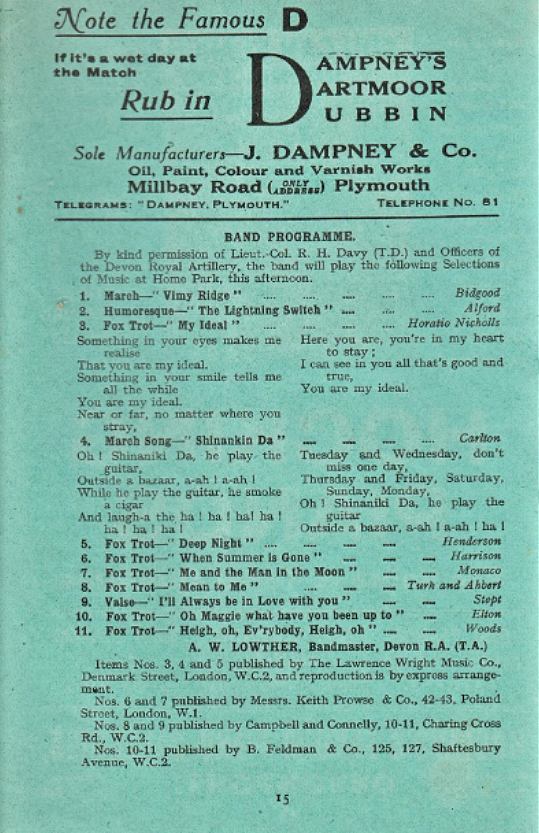 Note the Famous D
If it's a wet day at
the Match
Rub in
DAMPNEY'S
DARTMOOR
DUBBIN
Sole Manufacturers—J. DAMPNEY & Co.
Oil, Paint, Colour and Varnish Works
Millbay Road (ONLY ADDRESS) Plymouth
TELEGRAMS: "DAMPNEY, PLYMOUTH." TELEPHONE No. 81
BAND PROGRAMME.
By kind permission of Lieut.-Col. R. H. Davy (T.D.) and Officers of
the Devon Royal Artillery, the band will play the following Selections
of Music at Home Park, this afternoon.
1. March—"Vimy Ridge" .... .... .... .... .... Bidgood
2. Humoresque—"The Lightning Switch" .... .... .... Alford
3. Fox Trot—"My Ideal" .... .... .... .... Horatio Nicholls
Something in your eyes makes me
realise
That you are my ideal.
Something in your smile tells me
all the while
You are my ideal.
Near or far, no matter where you
stray,
Here you are, you're in my heart
to stay;
I can see in you all that's good and
true,
You are my ideal.
4. March Song—"Shinankin Da" .... .... .... .... Carlton
Oh! Shinaniki Da, he play the
guitar,
Outside a bazaar, a-ah! a-ah!
While he play the guitar, he smoke
a cigar
And laugh-a the ha! ha! ha! ha!
ha! ha! ha!
Tuesday and Wednesday, don't
miss one day,
Thursday and Friday, Saturday,
Sunday, Monday,
Oh! Shinaniki Da, he play the
guitar
Outside a bazaar, a-ah! a-ah! ha!
5. Fox Trot—"Deep Night" .... .... .... .... Henderson
6. Fox Trot—"When Summer is Gone" .... .... .... Harrison
7. Fox Trot—"Me and the Man in the Moon" .... .... Monaco
8. Fox Trot—"Mean to Me" .... .... .... Turk and Ahbert
9. Valse—"I'll Always be in Love with you" .... .... Stept
10. Fox Trot—"Oh Maggie what have you been up to" .... Elton
11. Fox Trot—"Heigh, oh, Ev'rybody, Heigh, oh" .... .... Woods
A. W. LOWTHER, Bandmaster, Devon R.A. (T.A.)
Items Nos. 3, 4 and 5 published by The Lawrence Wright Music Co.,
Denmark Street, London, W.C.2, and reproduction is by express arrange-
ment.
Nos. 6 and 7 published by Messrs. Keith Prowse & Co., 42-43, Poland
Street, London, W.1.
Nos. 8 and 9 published by Campbell and Connelly, 10-11, Charing Cross
Rd., W.C.2.
Nos. 10-11 published by B. Feldman & Co., 125, 127, Shaftesbury
Avenue, W.C.2.
15